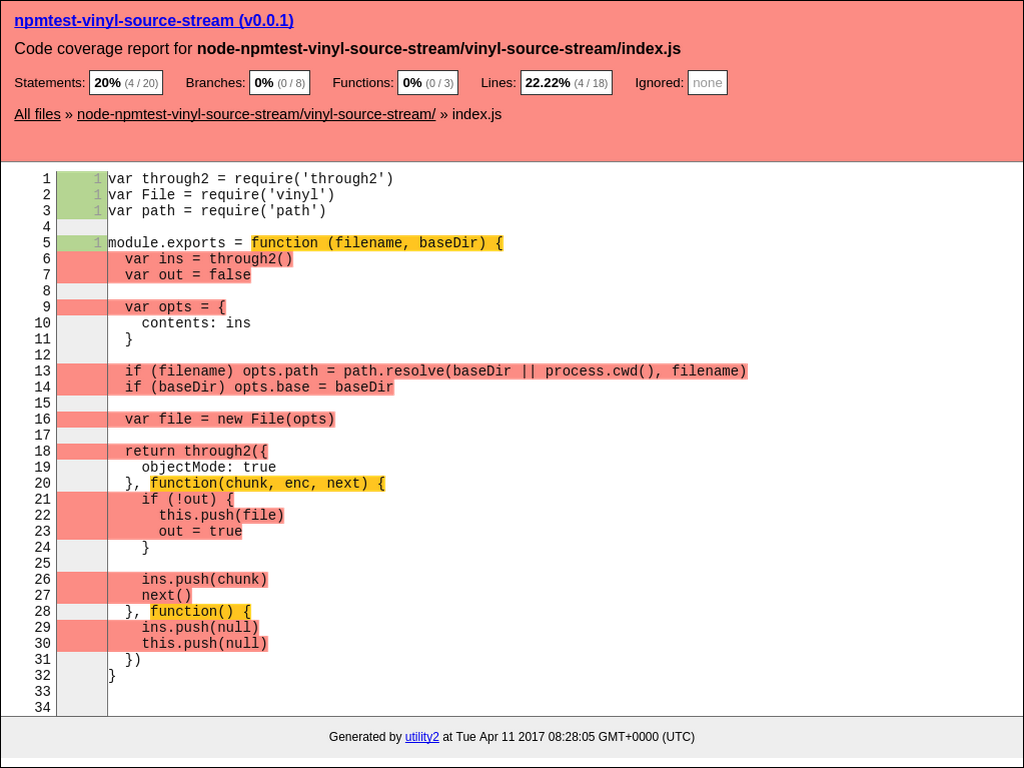 npmtest-vinyl-source-stream (v0.0.1)
Code coverage report for node-npmtest-vinyl-source-stream/vinyl-source-stream/index.js
Statements: 20% (4 / 20) Branches: 0% (0 / 8) Functions: 0% (0 / 3) Lines: 22.22% (4 / 18) Ignored: none
All files » node-npmtest-vinyl-source-stream/vinyl-source-stream/ » index.js
1 1 var through2 = require('through2')
2 1 var File = require('vinyl')
3 1 var path = require('path')
4
5 1 module.exports = function (filename, baseDir) {
6   var ins = through2()
7   var out = false
8
9   var opts = {
10     contents: ins
11   }
12
13   if (filename) opts.path = path.resolve(baseDir || process.cwd(), filename)
14   if (baseDir) opts.base = baseDir
15
16   var file = new File(opts)
17
18   return through2({
19     objectMode: true
20   }, function(chunk, enc, next) {
21     if (!out) {
22       this.push(file)
23       out = true
24     }
25
26     ins.push(chunk)
27     next()
28   }, function() {
29     ins.push(null)
30     this.push(null)
31   })
32 }
33
34
Generated by utility2 at Tue Apr 11 2017 08:28:05 GMT+0000 (UTC)